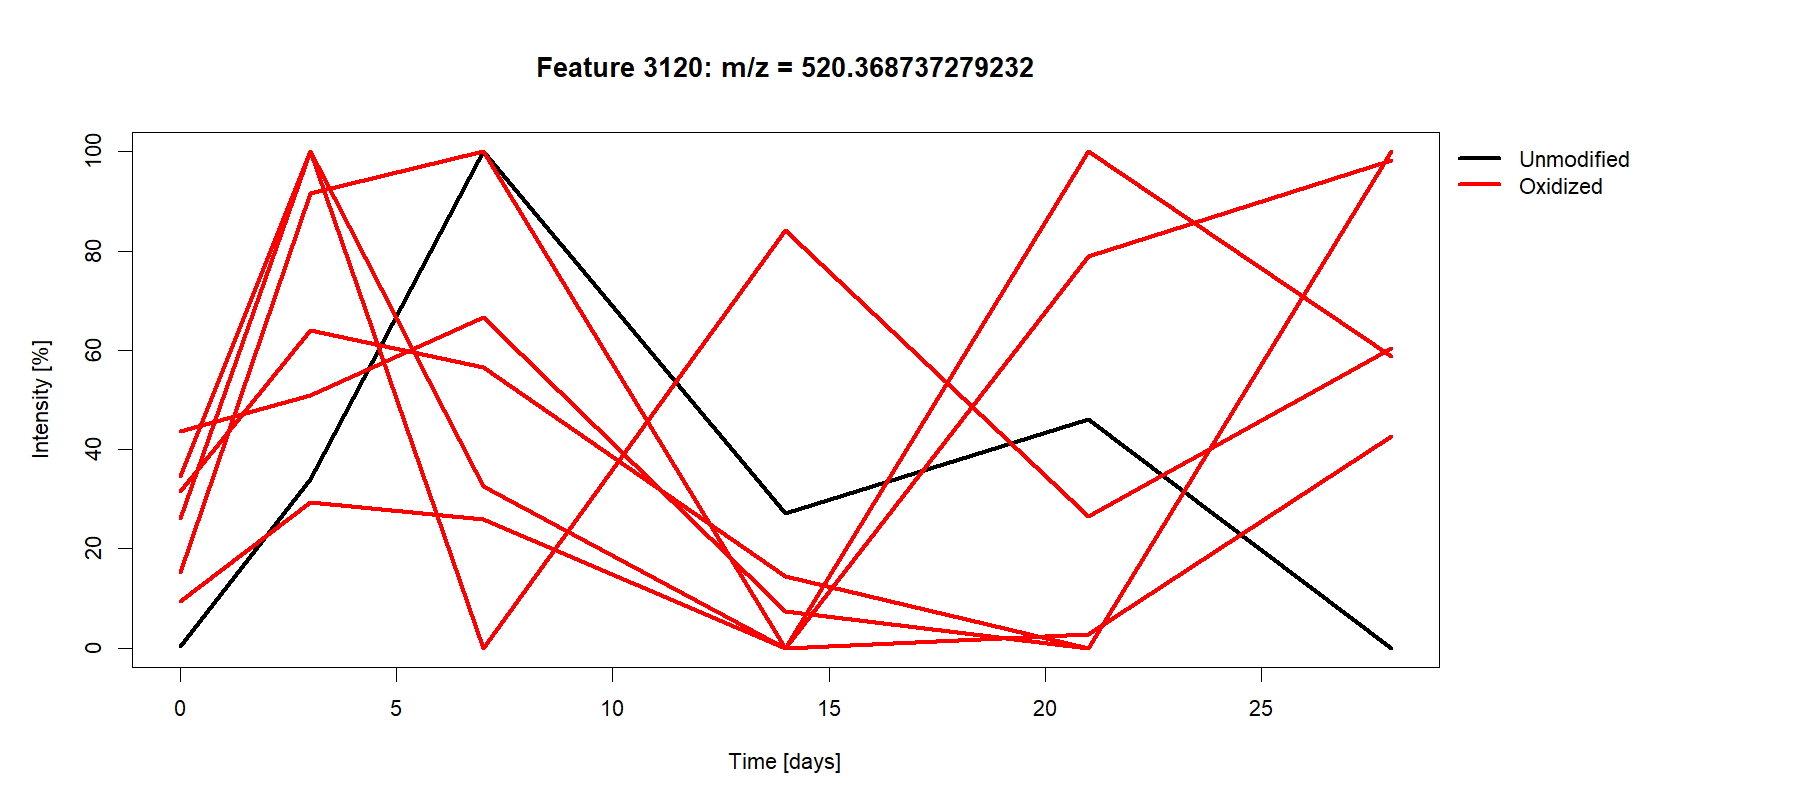 Feature 3120: m/z = 520.368737279232
Unmodified
Oxidized
Intensity [%]
100
80
60
40
20
0
0 5 10 15 20 25
Time [days]